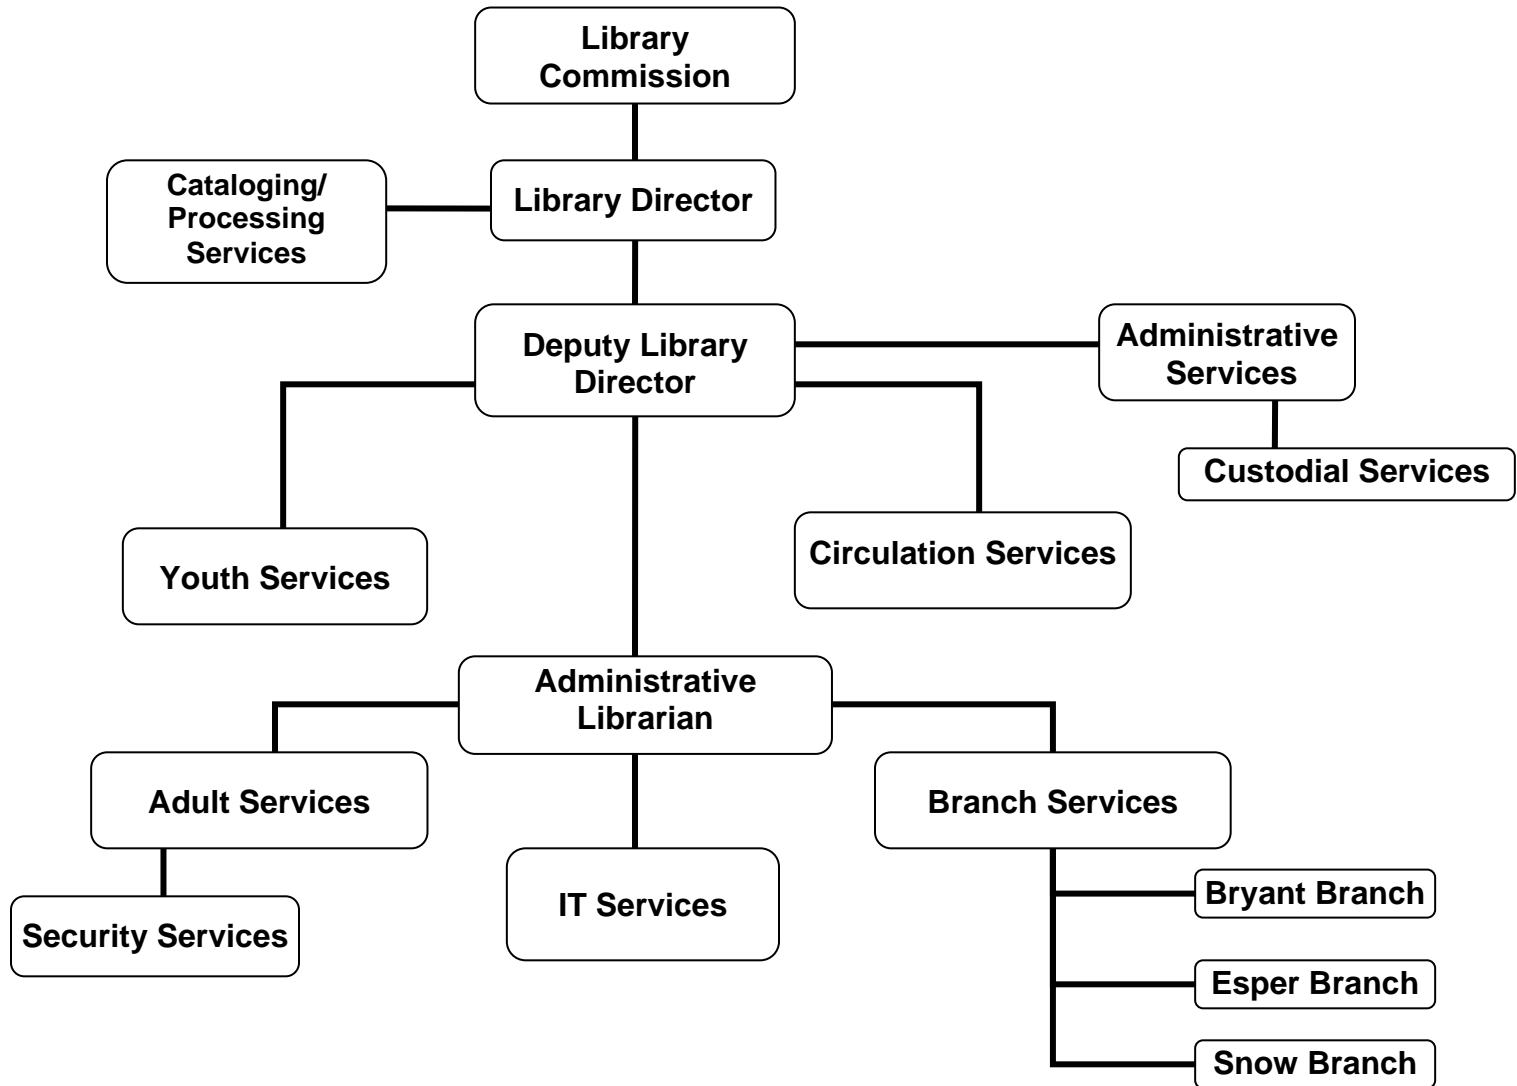 Library
Commission
Cataloging/
Processing
Services
Library Director
Deputy Library
Director
Administrative
Services
Custodial Services
Youth Services
Circulation Services
Administrative
Librarian
Adult Services
Branch Services
Security Services
IT Services
Bryant Branch
Esper Branch
Snow Branch